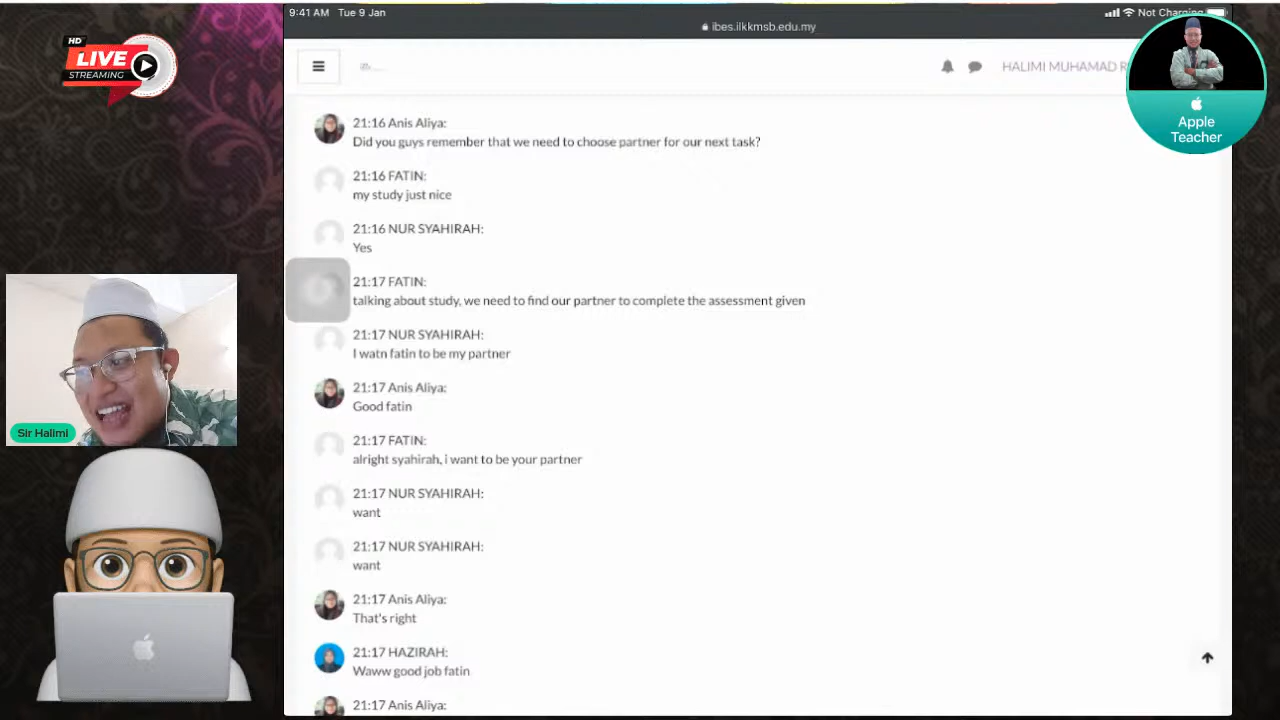 9:41 AM Tue 9 Jan
Not Charging
ibes.ilkkmsb.edu.my
HD
LIVE
STREAMING
HALIMI MUHAMAD
Apple
Teacher
21:16 Anis Aliya:
Did you guys remember that we need to choose partner for our next task?
21:16 FATIN:
my study just nice
21:16 NUR SYAHIRAH:
Yes
21:17 FATIN:
talking about study, we need to find our partner to complete the assessment given
21:17 NUR SYAHIRAH:
I watn fatin to be my partner
21:17 Anis Aliya:
Good fatin
21:17 FATIN:
alright syahirah, i want to be your partner
21:17 NUR SYAHIRAH:
want
21:17 NUR SYAHIRAH:
want
21:17 Anis Aliya:
That's right
21:17 HAZIRAH:
Waww good job fatin
21:17 Anis Aliya:
Sir Halimi